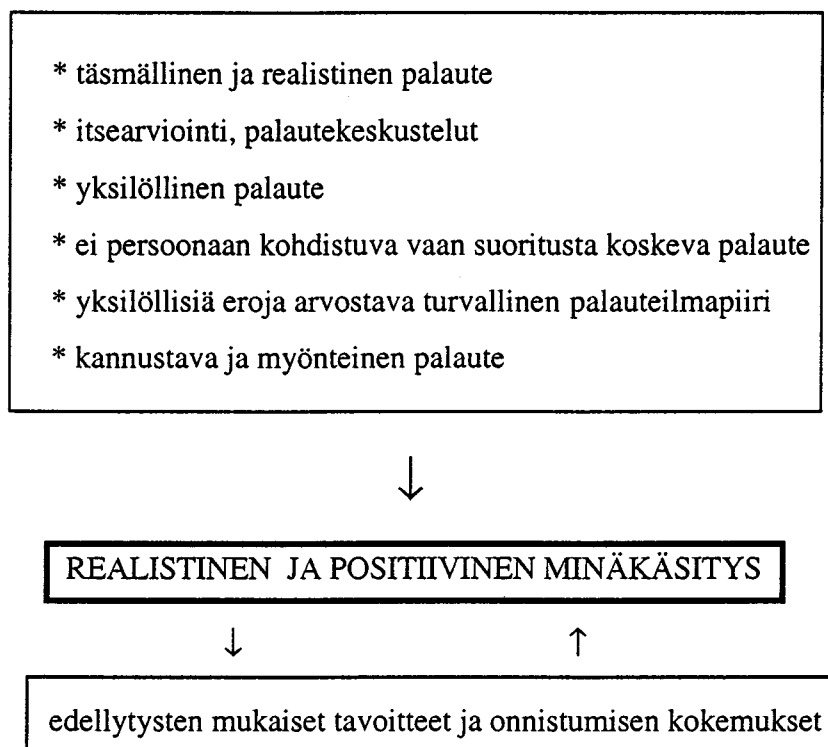 * täsmällinen ja realistinen palaute
* itsearviointi, palautekeskustelut
* yksilöllinen palaute
* ei persoonaan kohdistuva vaan suoritusta koskeva palaute
* yksilöllisiä eroja arvostava turvallinen palauteilmapiiri
* kannustava ja myönteinen palaute
↓
REALISTINEN JA POSITIIVINEN MINÄKÄSITYS
↓ ↑
edellytysten mukaiset tavoitteet ja onnistumisen kokemukset